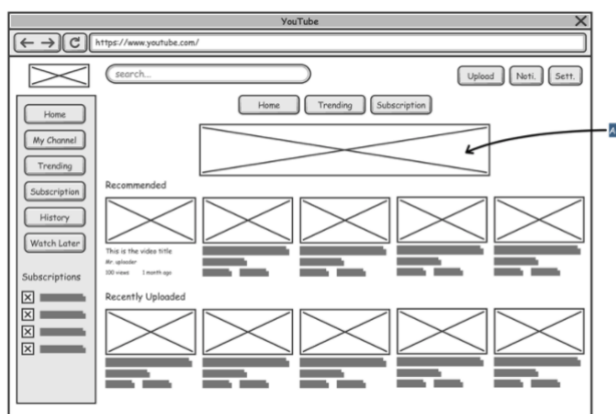 YouTube
https://www.youtube.com/
search...
Upload Noti. Sett.
Home Trending Subscription
Home
My Channel
Trending
Subscription
History
Watch Later
Subscriptions
Recommended
This is the video title
Mr. uploader
100 views 1 month ago
Recently Uploaded
A